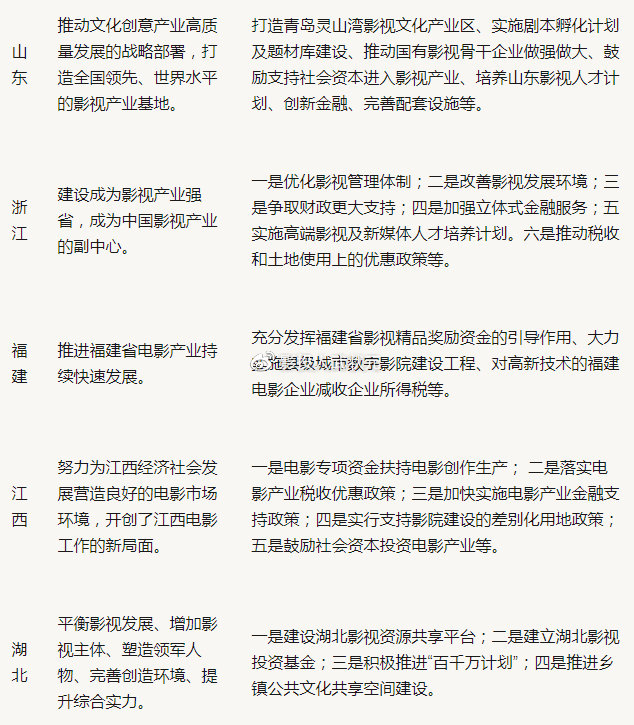 山
东
推动文化创意产业高质
量发展的战略部署，打
造全国领先、世界水平
的影视产业基地。
打造青岛灵山湾影视文化产业区、实施剧本孵化计划
及题材库建设、推动国有影视骨干企业做强做大、鼓
励支持社会资本进入影视产业、培养山东影视人才计
划、创新金融、完善配套设施等。
浙
江
建设成为影视产业强
省，成为中国影视产业
的副中心。
一是优化影视管理体制；二是改善影视发展环境；三
是争取财政更大支持；四是加强立体式金融服务；五
实施高端影视及新媒体人才培养计划。六是推动税收
和土地使用上的优惠政策等。
福
建
推进福建省电影产业持
续快速发展。
充分发挥福建省影视精品奖励资金的引导作用、大力
施县级城市数字影院建设工程、对高新技术的福建
电影企业减收企业所得税等。
江
西
努力为江西经济社会发
展营造良好的电影市场
环境，开创了江西电影
工作的新局面。
一是电影专项资金扶持电影创作生产； 二是落实电
影产业税收优惠政策；三是加快实施电影产业金融支
持政策；四是实行支持影院建设的差别化用地政策；
五是鼓励社会资本投资电影产业等。
湖
北
平衡影视发展、增加影
视主体、塑造领军人
物、完善创造环境、提
升综合实力。
一是建设湖北影视资源共享平台；二是建立湖北影视
投资基金；三是积极推进“百千万计划”；四是推进乡
镇公共文化共享空间建设。